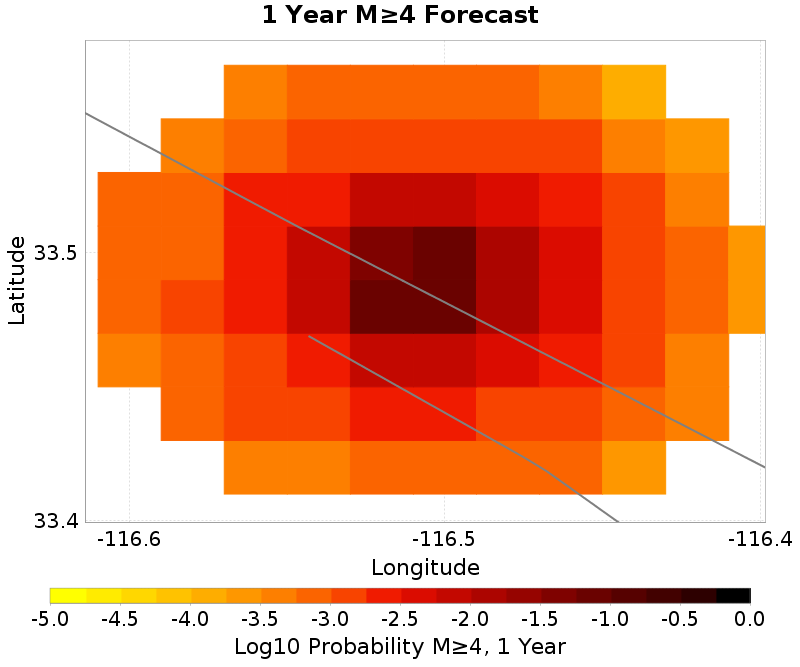 1 Year M≥4 Forecast
Latitude
33.5
33.4
-116.6 -116.5 -116.4
Longitude
-5.0 -4.5 -4.0 -3.5 -3.0 -2.5 -2.0 -1.5 -1.0 -0.5 0.0
Log10 Probability M≥4, 1 Year